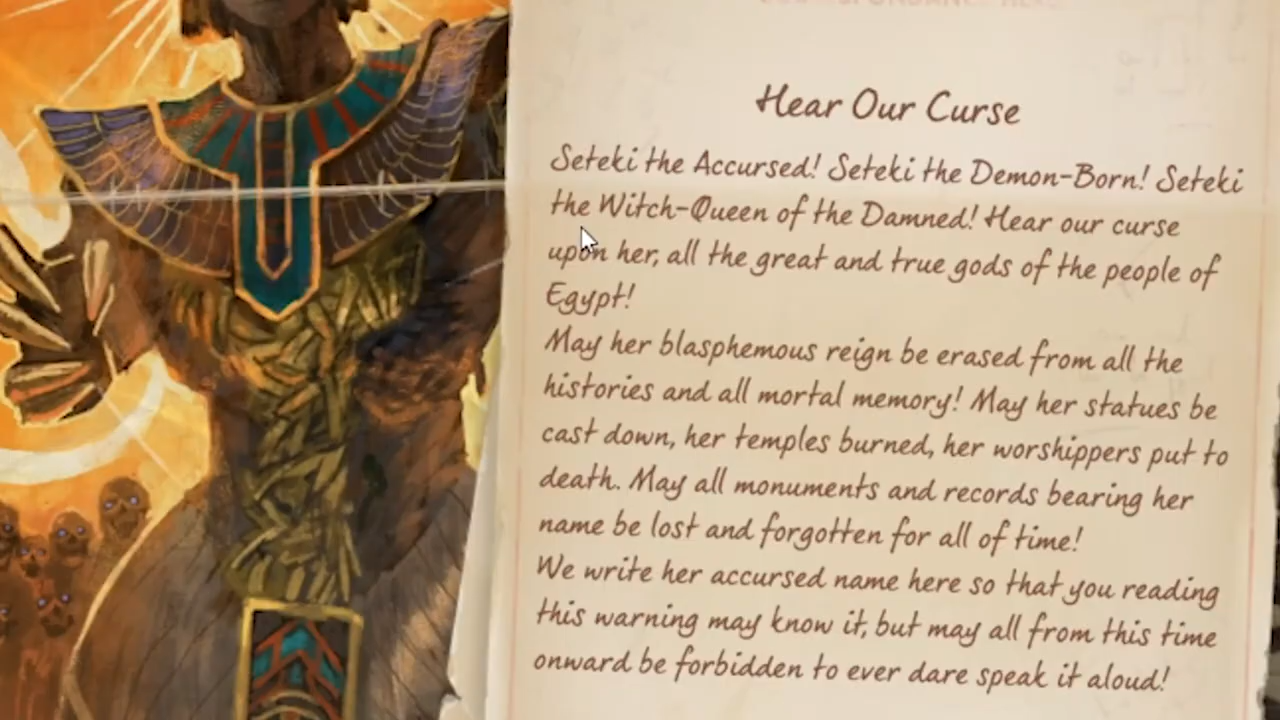 Hear Our Curse
Seteki the Accursed! Seteki the Demon-Born! Seteki
the Witch-Queen of the Damned! Hear our curse
upon her, all the great and true gods of the people of
Egypt!
May her blasphemous reign be erased from all the
histories and all mortal memory! May her statues be
cast down, her temples burned, her worshippers put to
death. May all monuments and records bearing her
name be lost and forgotten for all of time!
We write her accursed name here so that you reading
this warning may know it, but may all from this time
onward be forbidden to ever dare speak it aloud!